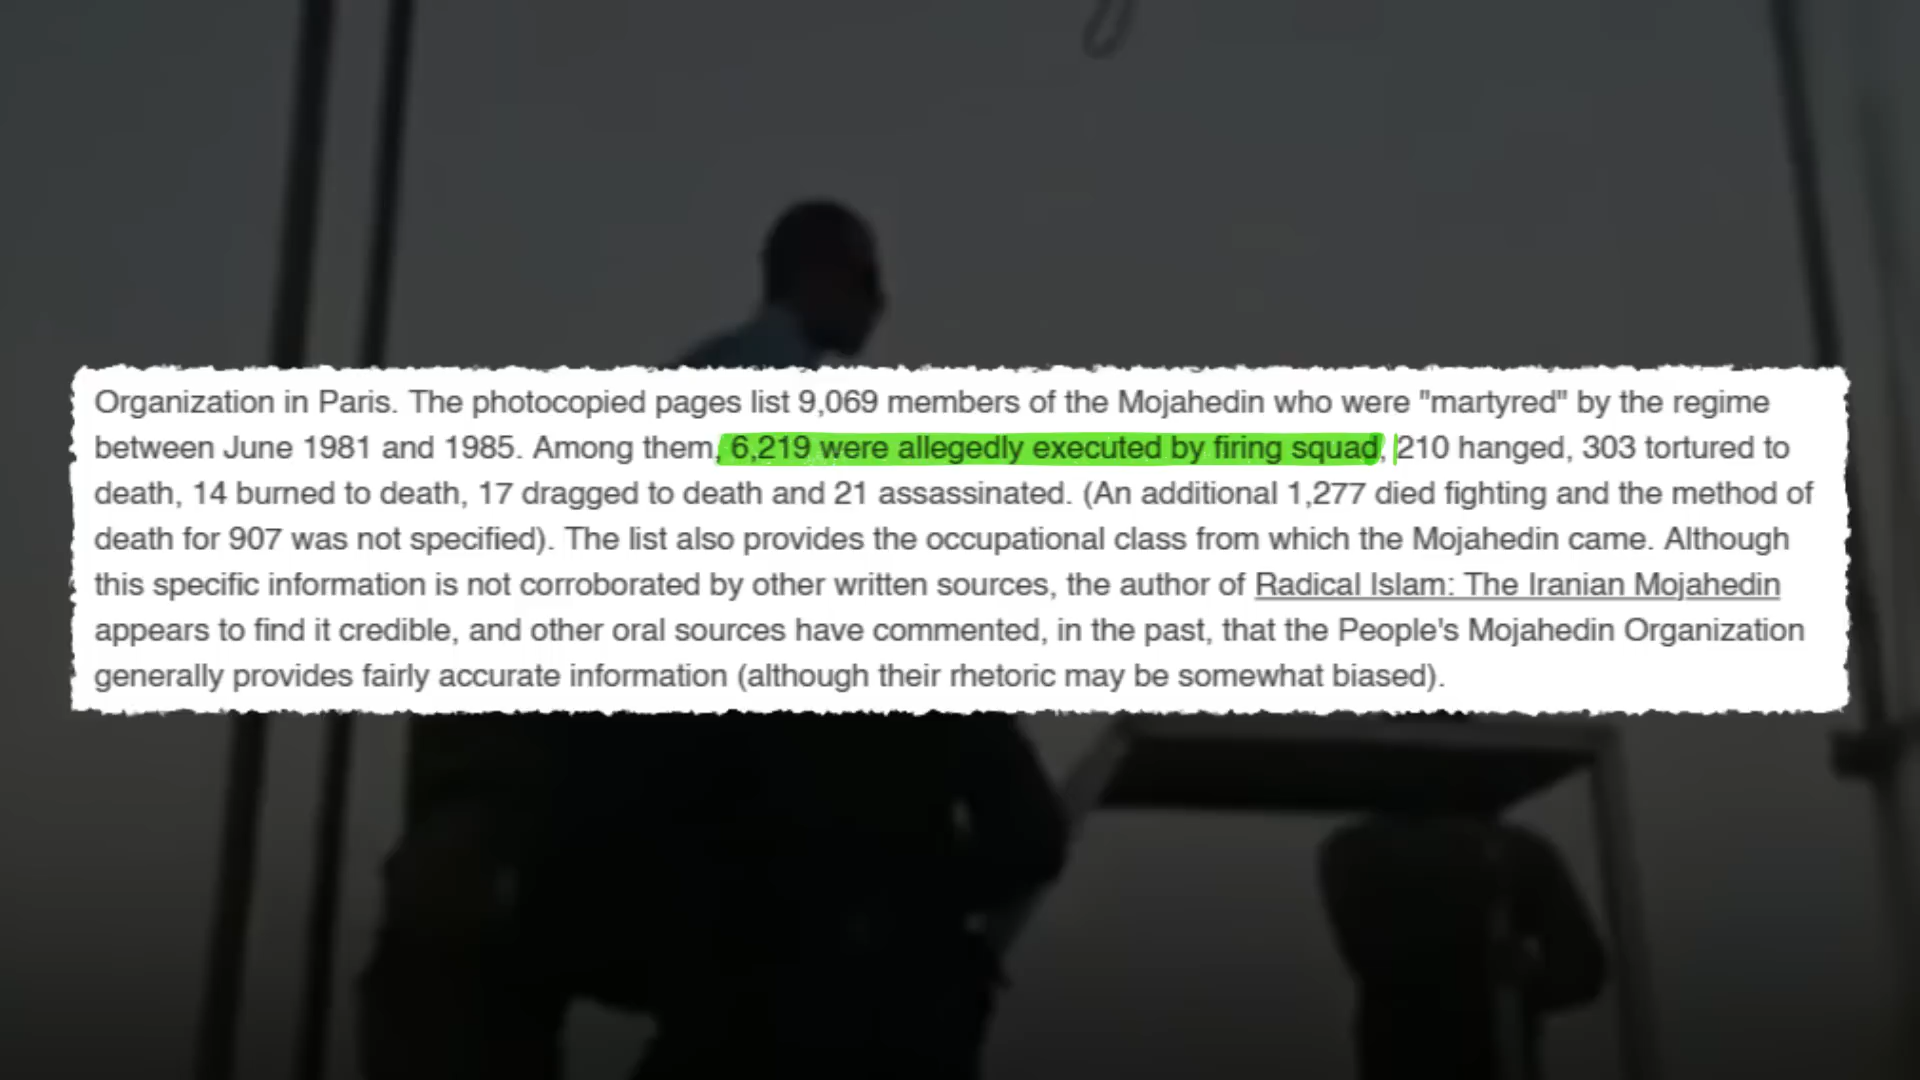 Organization in Paris. The photocopied pages list 9,069 members of the Mojahedin who were "martyred" by the regime
between June 1981 and 1985. Among them, 6,219 were allegedly executed by firing squad, 210 hanged, 303 tortured to
death, 14 burned to death, 17 dragged to death and 21 assassinated. (An additional 1,277 died fighting and the method of
death for 907 was not specified). The list also provides the occupational class from which the Mojahedin came. Although
this specific information is not corroborated by other written sources, the author of Radical Islam: The Iranian Mojahedin
appears to find it credible, and other oral sources have commented, in the past, that the People's Mojahedin Organization
generally provides fairly accurate information (although their rhetoric may be somewhat biased).